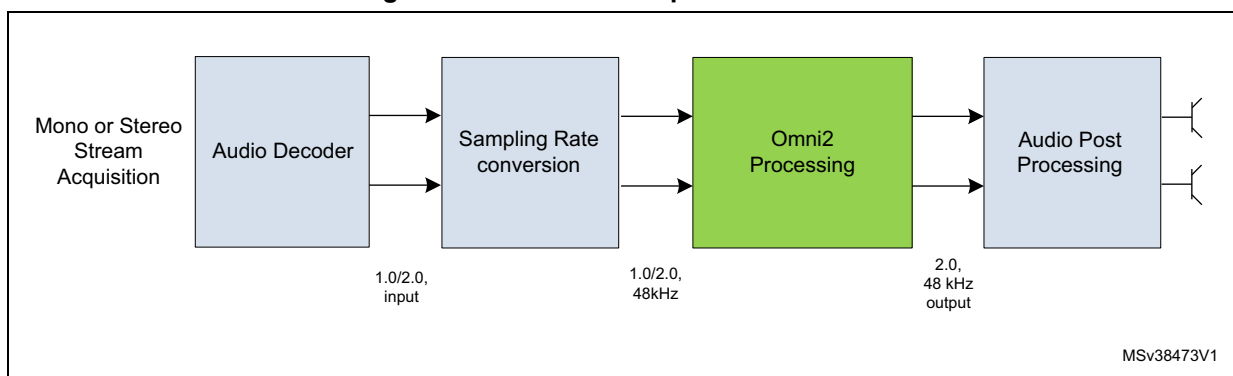 Mono or Stereo
Stream
Acquisition
Audio Decoder
Sampling Rate
conversion
Omni2
Processing
Audio Post
Processing
1.0/2.0,
input
1.0/2.0,
48kHz
2.0,
48 kHz
output
MSv38473V1